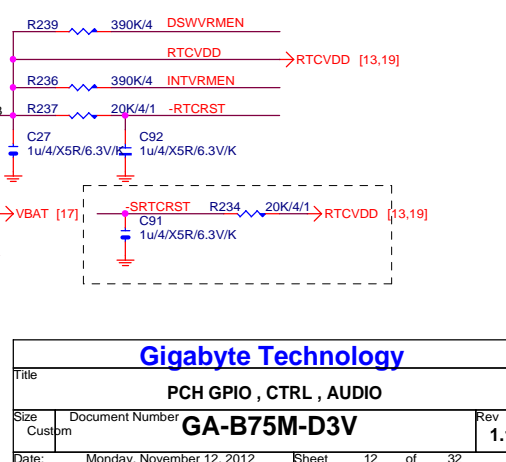 R239 390K/4 DSWVRMEN
RTCVDD
RTCVDD [13,19]
R236 390K/4 INTVRMEN
R237 20K/4/1 -RTCRST
C27
1u/4/X5R/6.3V/K
C92
1u/4/X5R/6.3V/K
VBAT [17]
-SRTCRST R234 20K/4/1 RTCVDD [13,19]
C91
1u/4/X5R/6.3V/K
Gigabyte Technology
Title
PCH GPIO , CTRL , AUDIO
Size Document Number Rev
Custom GA-B75M-D3V
Date: Monday, November 12, 2012 Sheet 12 of 32